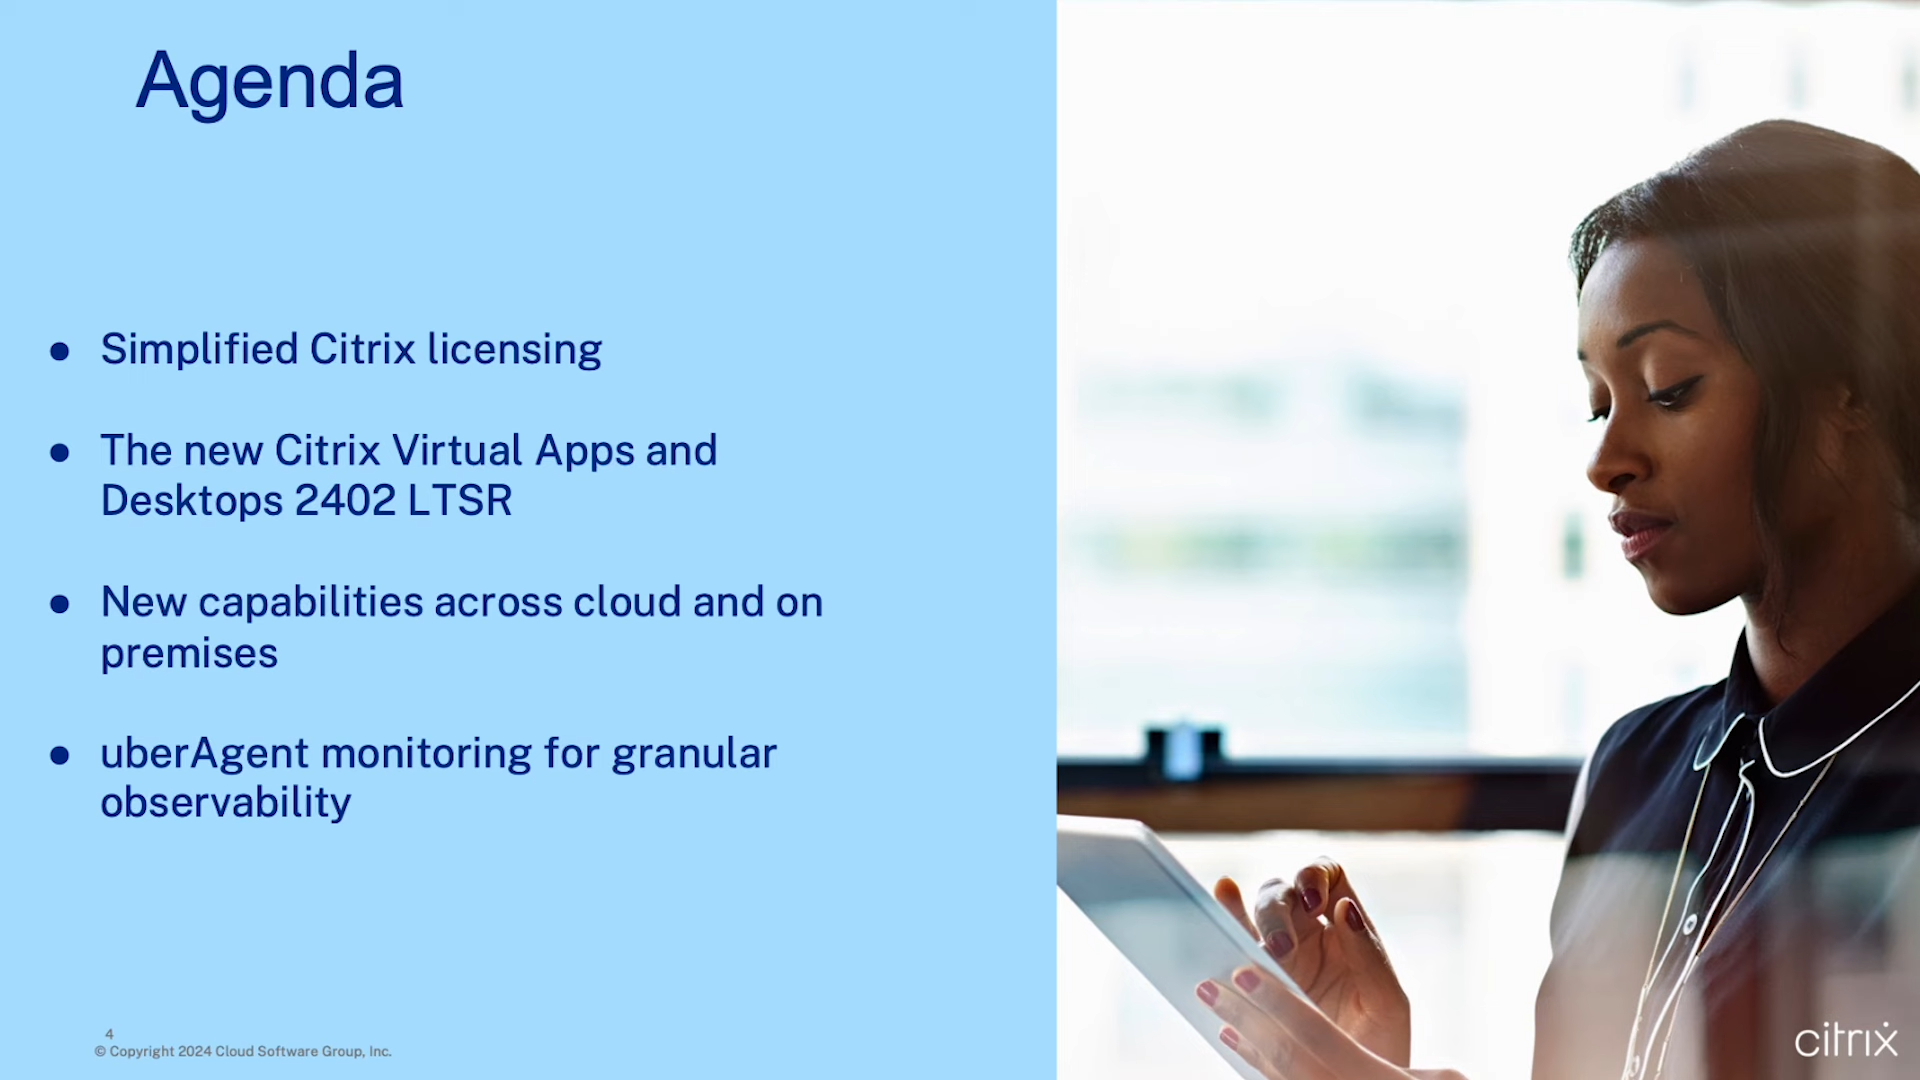 Agenda
● Simplified Citrix licensing
● The new Citrix Virtual Apps and
Desktops 2402 LTSR
● New capabilities across cloud and on
premises
● uberAgent monitoring for granular
observability
4
© Copyright 2024 Cloud Software Group, Inc.
citrix